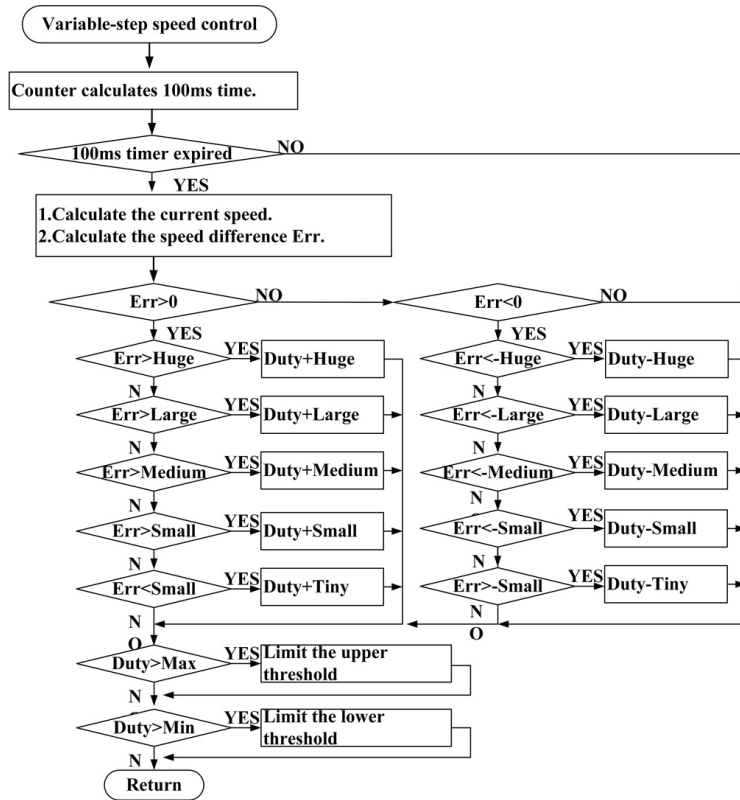 Variable-step speed control
Counter calculates 100ms time.
100ms timer expired
NO
YES
1.Calculate the current speed.
2.Calculate the speed difference Err.
Err>0
NO
Err<0
NO
YES
YES
Err>Huge
YES
Duty+Huge
Err<-Huge
YES
Duty-Huge
N
N
Err>Large
YES
Duty+Large
Err<-Large
YES
Duty-Large
N
N
Err>Medium
YES
Duty+Medium
Err<-Medium
YES
Duty-Medium
N
N
Err>Small
YES
Duty+Small
Err<-Small
YES
Duty-Small
N
N
Err<Small
YES
Duty+Tiny
Err>-Small
YES
Duty-Tiny
N
O
N
O
Duty>Max
YES
Limit the upper
threshold
N
Duty>Min
YES
Limit the lower
threshold
N
Return